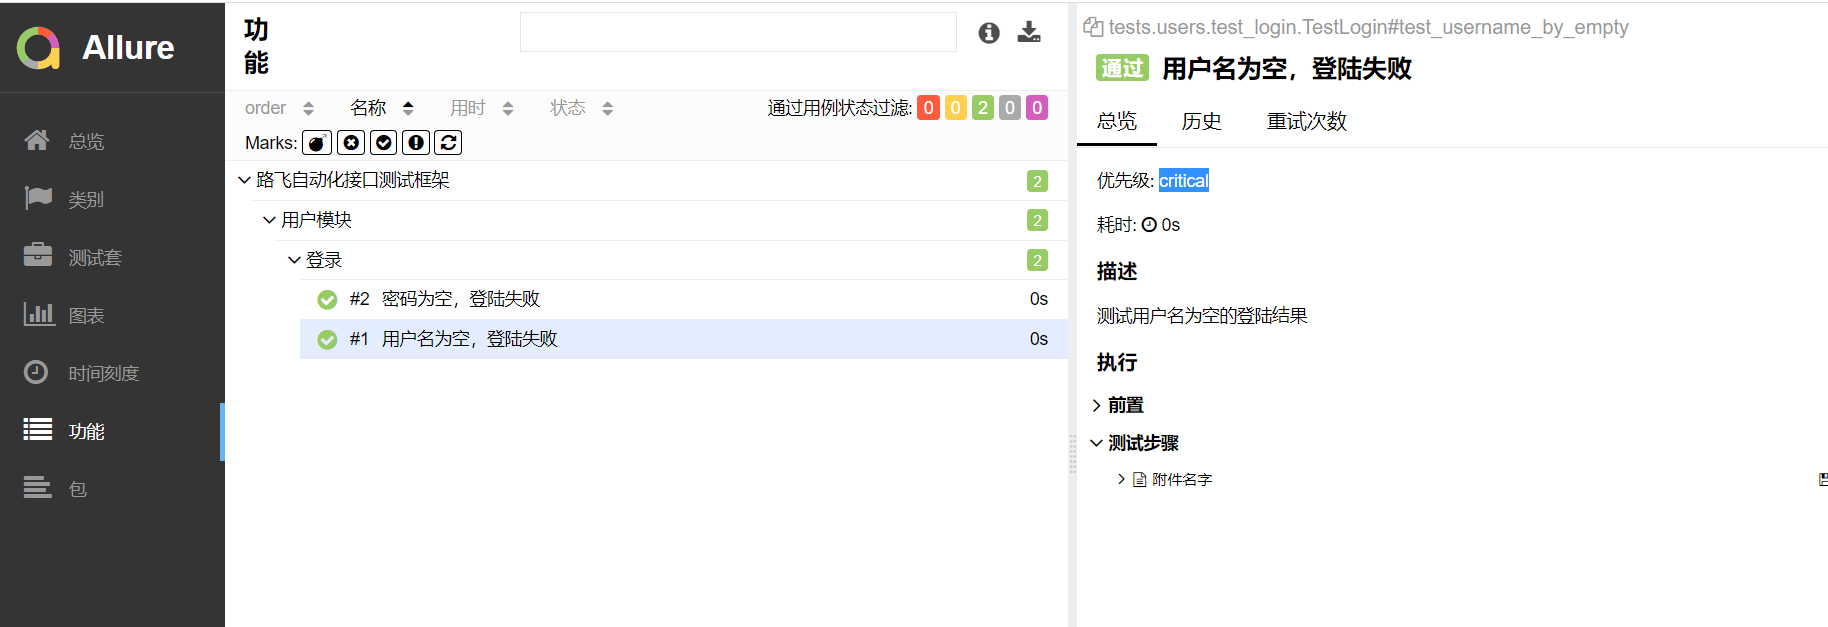 Allure
总览
类别
测试套
图表
时间刻度
功能
包
功
能
order 名称 用时 状态 通过用例状态过滤: 0 0 2 0 0
Marks:
路飞自动化接口测试框架 2
用户模块 2
登录 2
#2 密码为空，登陆失败 0s
#1 用户名为空，登陆失败 0s
tests.users.test_login.TestLogin#test_username_by_empty
通过 用户名为空，登陆失败
总览 历史 重试次数
优先级: critical
耗时: 0s
描述
测试用户名为空的登陆结果
执行
前置
测试步骤
附件名字